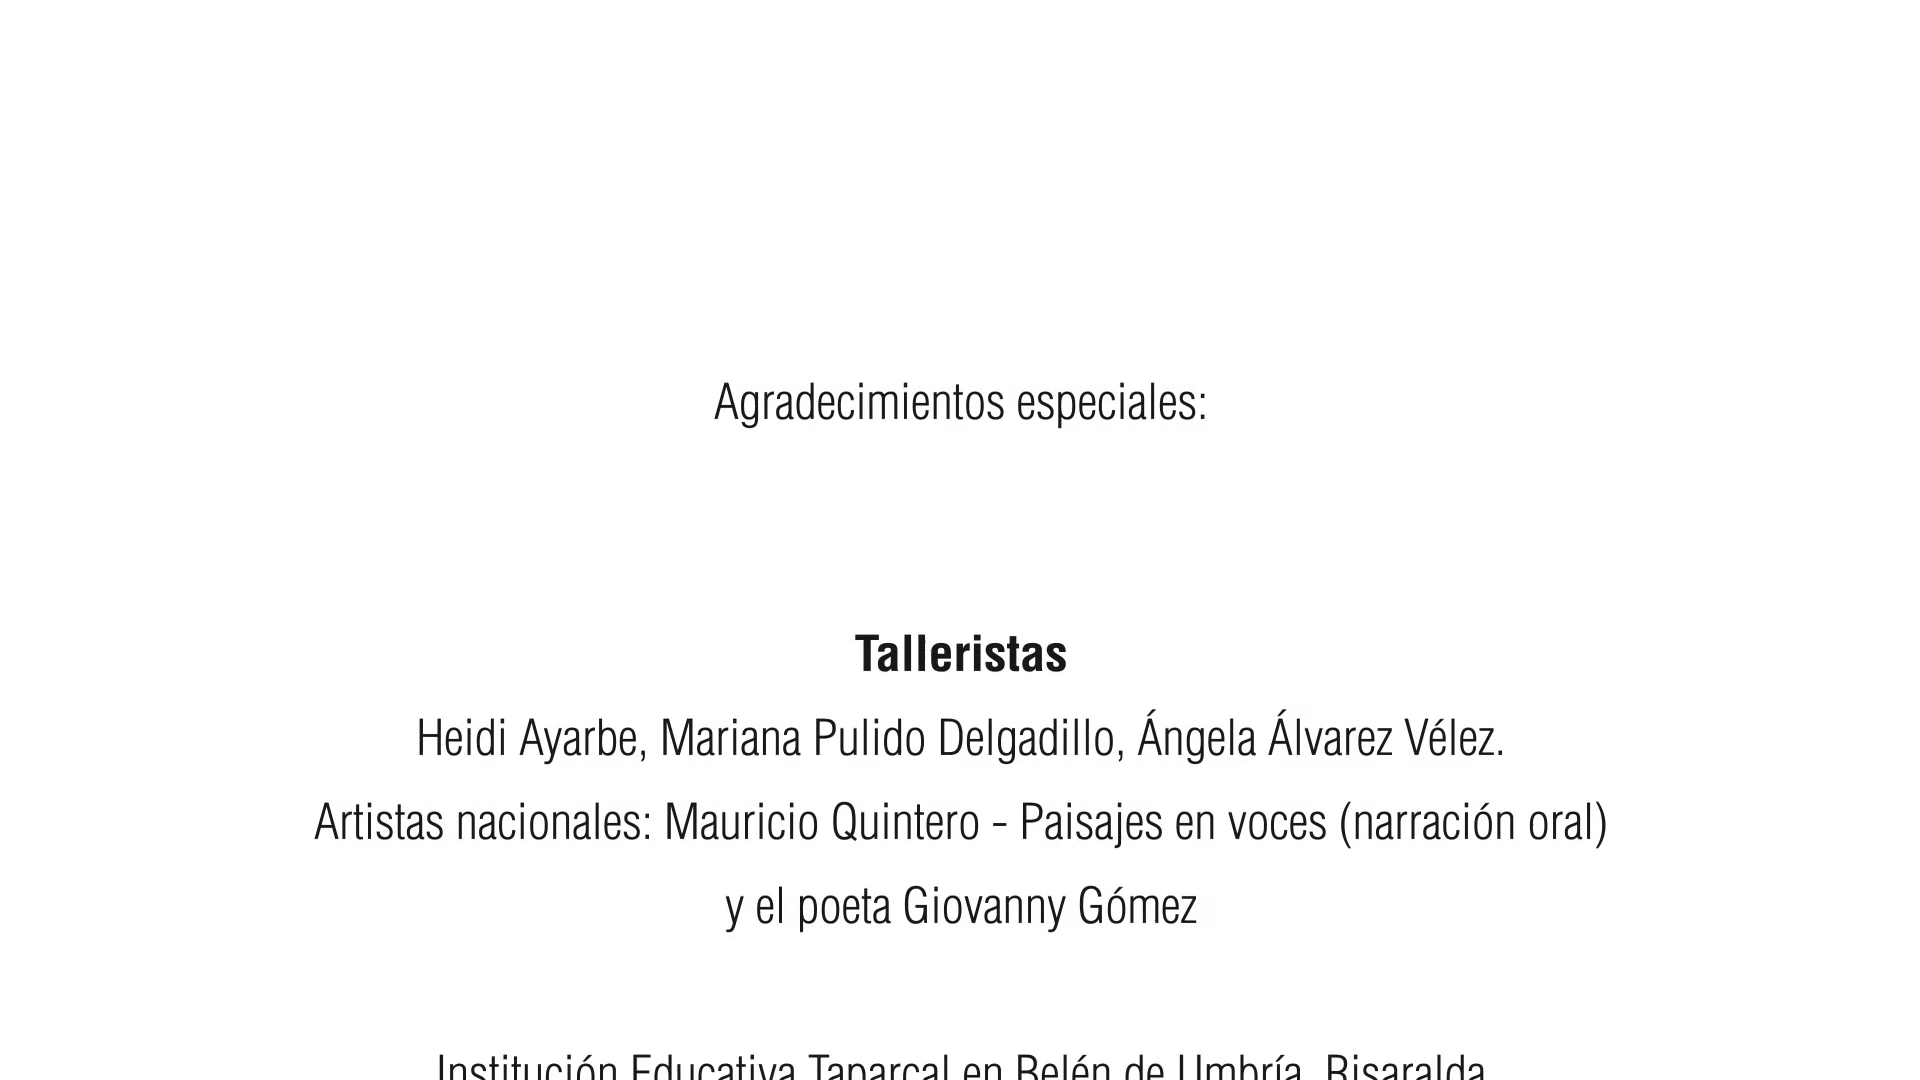 Agradecimientos especiales:
Talleristas
Heidi Ayarbe, Mariana Pulido Delgadillo, Ángela Álvarez Vélez.
Artistas nacionales: Mauricio Quintero - Paisajes en voces (narración oral)
y el poeta Giovanny Gómez
Institución Educativa Taparcal en Belén de Umbría, Risaralda